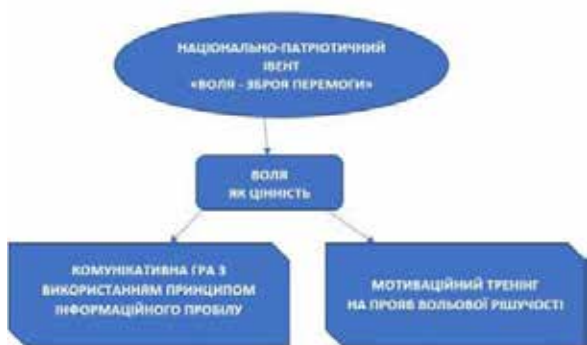 НАЦІОНАЛЬНО-ПАТРІОТИЧНИЙ
ІВЕНТ
«ВОЛЯ - ЗБРОЯ ПЕРЕМОГИ»
ВОЛЯ
ЯК ЦІННІСТЬ
КОМУНІКАТИВНА ГРА З
ВИКОРИСТАННЯМ ПРИНЦИПОМ
ІНФОРМАЦІЙНОГО ПРОБІЛУ
МОТИВАЦІЙНИЙ ТРЕНІНГ
НА ПРОЯВ ВОЛЬОВОЇ РІШУЧОСТІ